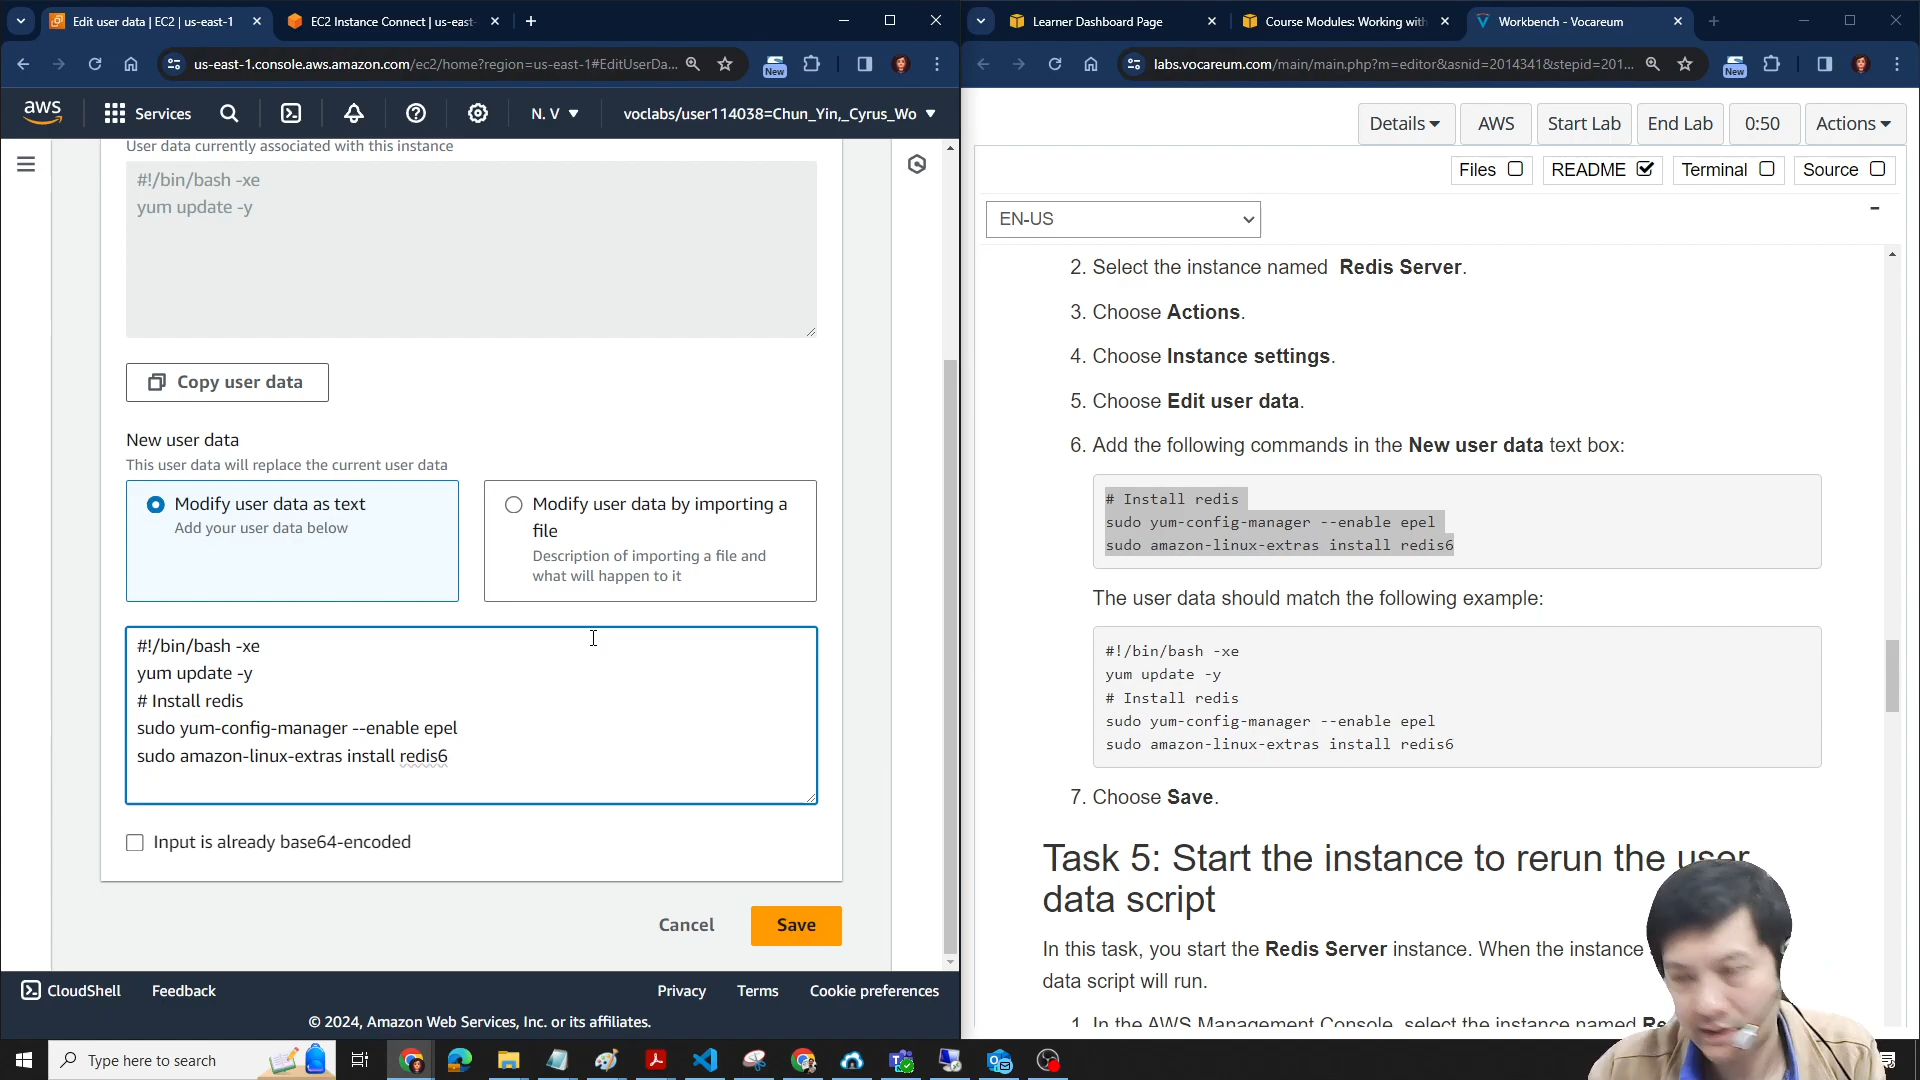 Edit user data | EC2 | us-east-1
EC2 Instance Connect | us-east-
us-east-1.console.aws.amazon.com/ec2/home?region=us-east-1#EditUserDa...
New
aws
Services
N. V
voclabs/user114038=Chun_Yin,_Cyrus_Wo
User data currently associated with this instance
#!/bin/bash -xe
yum update -y
Copy user data
New user data
This user data will replace the current user data
Modify user data as text
Add your user data below
Modify user data by importing a
file
Description of importing a file and
what will happen to it
#!/bin/bash -xe
yum update -y
# Install redis
sudo yum-config-manager --enable epel
sudo amazon-linux-extras install redis6
Input is already base64-encoded
Cancel
Save
CloudShell
Feedback
Privacy
Terms
Cookie preferences
© 2024, Amazon Web Services, Inc. or its affiliates.
Learner Dashboard Page
Course Modules: Working with
Workbench - Vocareum
labs.vocareum.com/main/main.php?m=editor&asnid=2014341&stepid=201...
New
Details
AWS
Start Lab
End Lab
0:50
Actions
Files
README
Terminal
Source
EN-US
2. Select the instance named Redis Server.
3. Choose Actions.
4. Choose Instance settings.
5. Choose Edit user data.
6. Add the following commands in the New user data text box:
# Install redis
sudo yum-config-manager --enable epel
sudo amazon-linux-extras install redis6
The user data should match the following example:
#!/bin/bash -xe
yum update -y
# Install redis
sudo yum-config-manager --enable epel
sudo amazon-linux-extras install redis6
7. Choose Save.
Task 5: Start the instance to rerun the user
data script
In this task, you start the Redis Server instance. When the instance
data script will run.
1. In the AWS Management Console, select the instance named
Type here to search